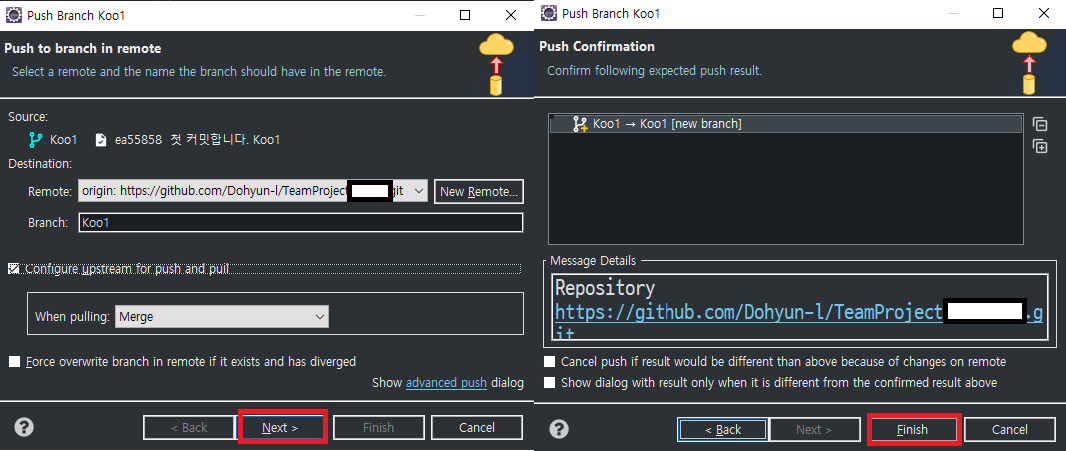 Push Branch Koo1
Push to branch in remote
Select a remote and the name the branch should have in the remote.
Source:
Koo1 ea55858 첫 커밋합니다. Koo1
Destination:
Remote: origin: https://github.com/Dohyun-l/TeamProject git New Remote...
Branch: Koo1
Configure upstream for push and pull
When pulling: Merge
Force overwrite branch in remote if it exists and has diverged
Show advanced push dialog
< Back Next > Finish Cancel
Push Branch Koo1
Push Confirmation
Confirm following expected push result.
Koo1 → Koo1 [new branch]
Message Details
Repository
https://github.com/Dohyun-l/TeamProject .g
it
Cancel push if result would be different than above because of changes on remote
Show dialog with result only when it is different from the confirmed result above
< Back Next > Finish Cancel